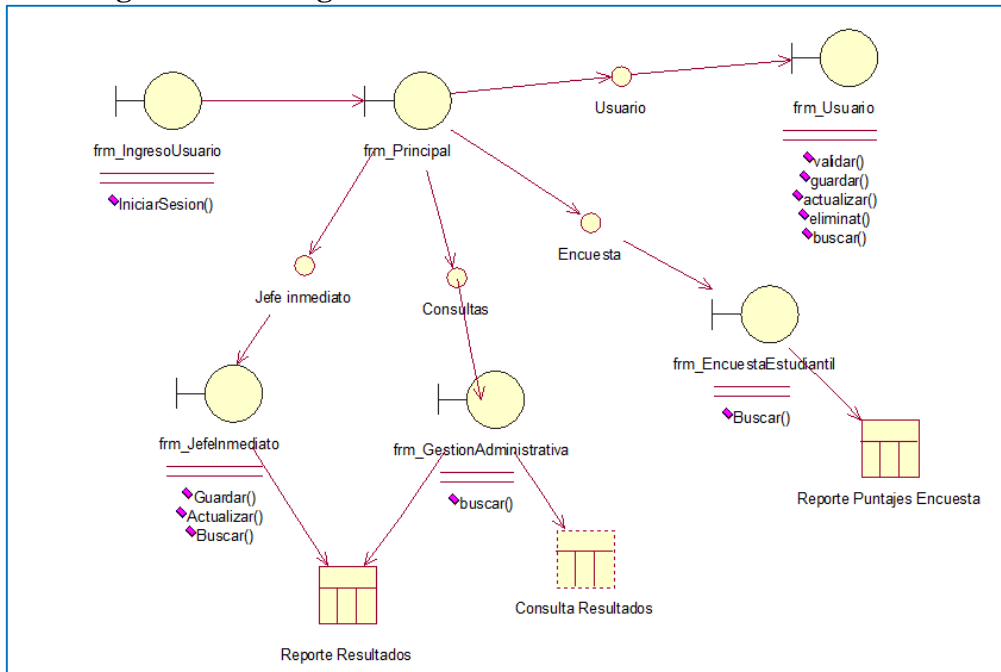 Usuario
frm_Usuario
validar()
guardar()
actualizar()
eliminat()
buscar()
frm_IngresoUsuario
IniciarSesion()
frm_Principal
Encuesta
Jefe inmediato
Consultas
frm_EncuestaEstudiantil
Buscar()
frm_JefeInmediato
Guardar()
Actualizar()
Buscar()
frm_GestionAdministrativa
buscar()
Reporte Puntajes Encuesta
Consulta Resultados
Reporte Resultados